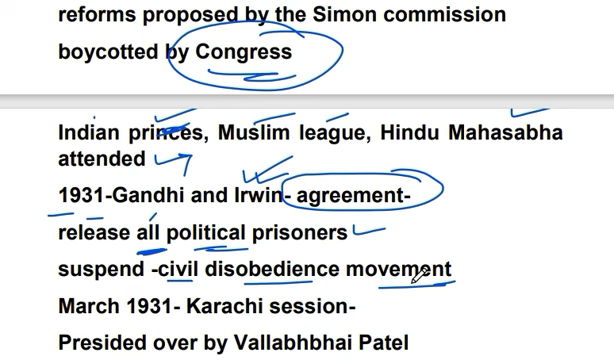 reforms proposed by the Simon commission
boycotted by Congress
Indian princes, Muslim league, Hindu Mahasabha
attended
1931-Gandhi and Irwin- agreement-
release all political prisoners
suspend -civil disobedience movement
March 1931- Karachi session-
Presided over by Vallabhbhai Patel